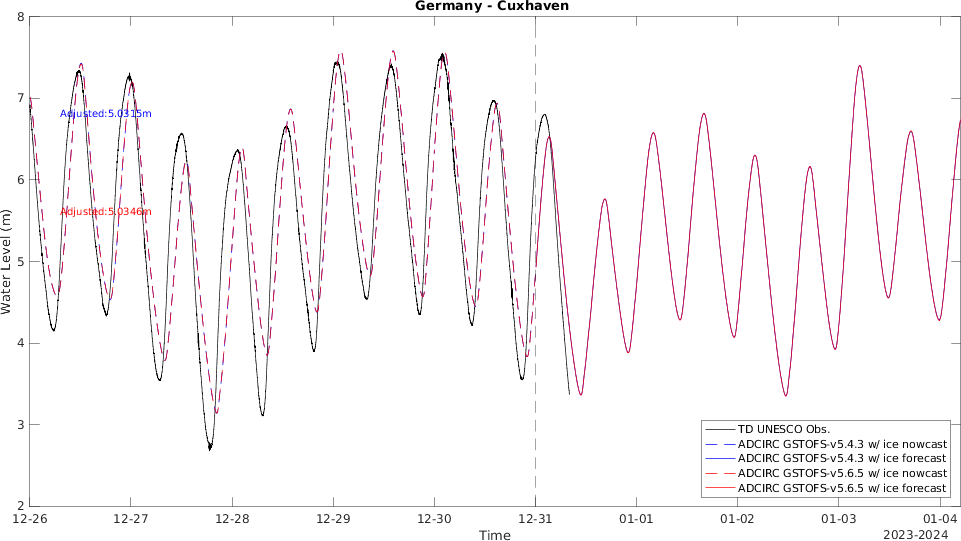 Germany - Cuxhaven
8
7
6
5
4
3
2
Water Level (m)
Adjusted:5.0315m
Adjusted:5.0346m
TD UNESCO Obs.
ADCIRC GSTOFS-v5.4.3 w/ ice nowcast
ADCIRC GSTOFS-v5.4.3 w/ ice forecast
ADCIRC GSTOFS-v5.6.5 w/ ice nowcast
ADCIRC GSTOFS-v5.6.5 w/ ice forecast
12-26 12-27 12-28 12-29 12-30 12-31 01-01 01-02 01-03 01-04
Time
2023-2024